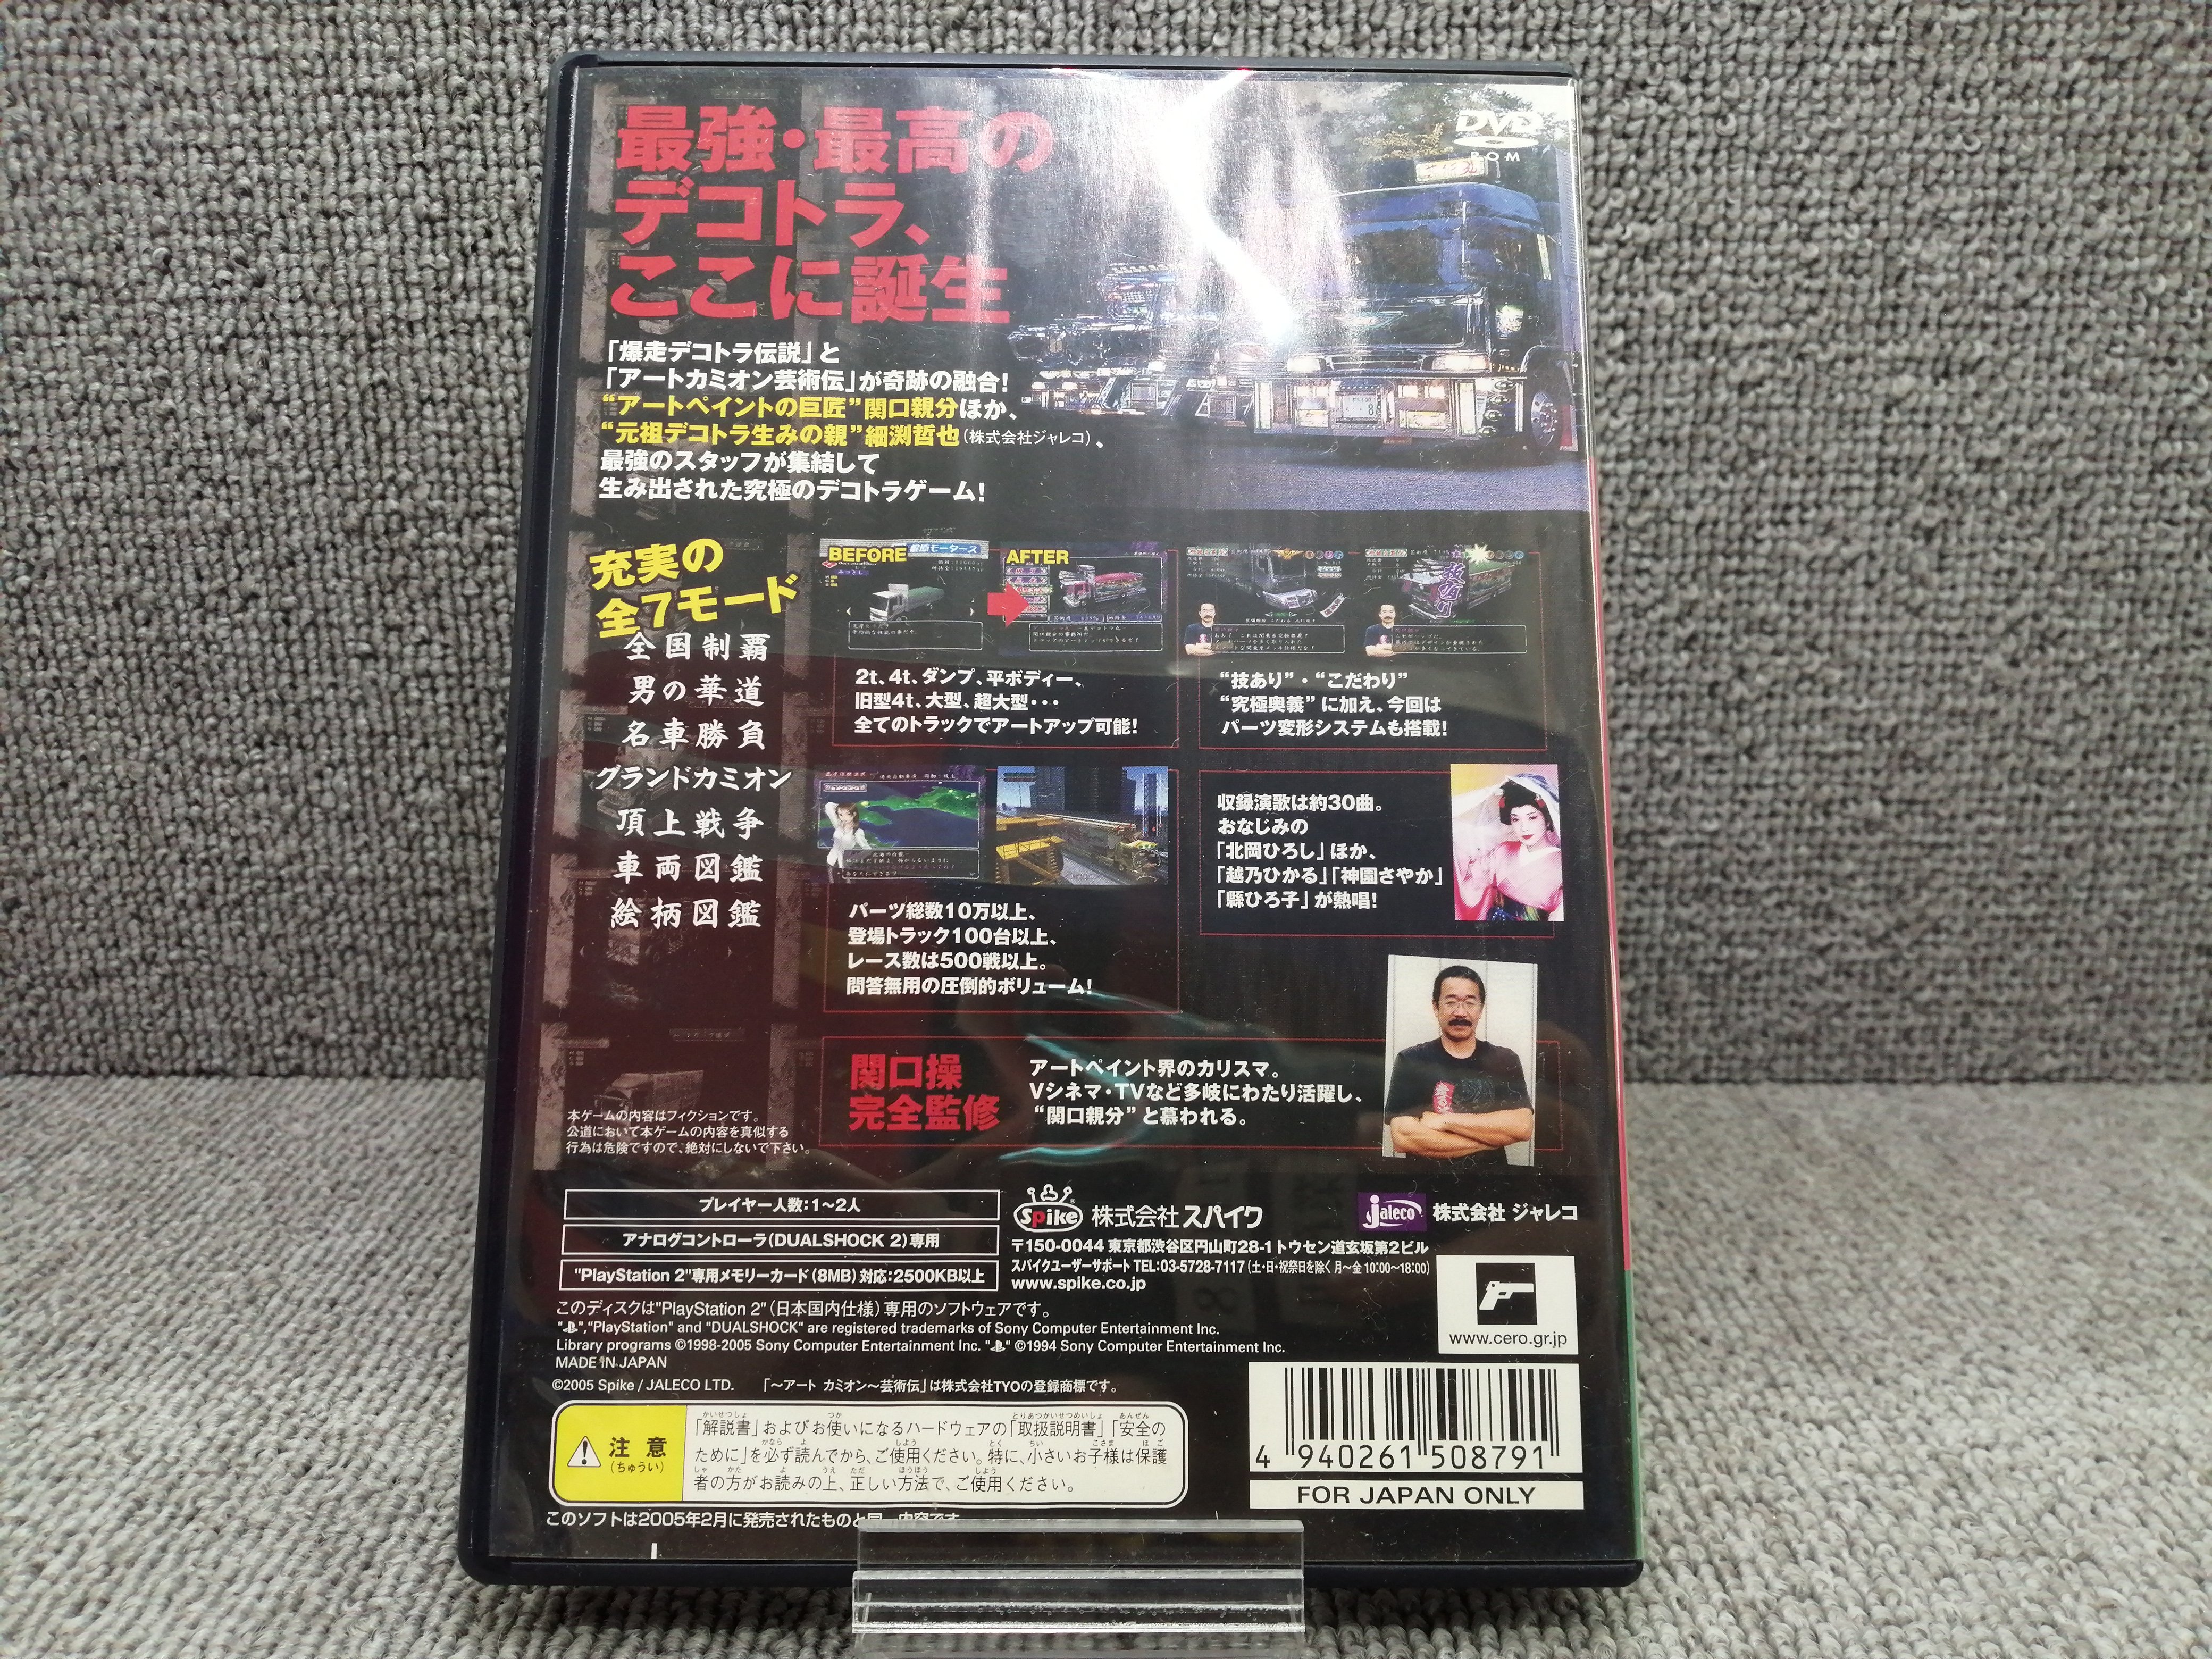 最強・最高の
デコトラ、
ここに誕生
DVD
ROM
「爆走デコトラ伝説」と
「アートカミオン芸術伝」が奇跡の融合!
“アートペイントの巨匠”関口親分ほか、
“元祖デコトラ生みの親”細渕哲也(株式会社ジャレコ)、
最強のスタッフが集結して
生み出された究極のデコトラゲーム!
充実の
全7モード
全国制覇
男の華道
名車勝負
グランドカミオン
頂上戦争
車両図鑑
絵柄図鑑
BEFORE
AFTER
2t、4t、ダンプ、平ボディー、
旧型4t、大型、超大型・・・
全てのトラックでアートアップ可能!
“技あり”・“こだわり”
“究極奥義”に加え、今回は
パーツ変形システムも搭載!
パーツ総数10万以上、
登場トラック100台以上、
レース数は500戦以上。
問答無用の圧倒的ボリューム!
収録演歌は約30曲。
おなじみの
「北岡ひろし」ほか、
「越乃ひかる」「神園さやか」
「縣ひろ子」が熱唱!
関口操
完全監修
アートペイント界のカリスマ。
Vシネマ・TVなど多岐にわたり活躍し、
“関口親分”と慕われる。
本ゲームの内容はフィクションです。
公道において本ゲームの内容を真似する
行為は危険ですので、絶対にしないで下さい。
プレイヤー人数:1〜2人
アナログコントローラ(DUALSHOCK 2)専用
"PlayStation 2"専用メモリーカード(8MB)対応:2500KB以上
Spike 株式会社スパイク
jaleco 株式会社 ジャレコ
〒150-0044 東京都渋谷区円山町28-1 トウセン道玄坂第2ビル
スパイクユーザーサポート TEL:03-5728-7117(土・日・祝祭日を除く 月〜金 10:00〜18:00)
www.spike.co.jp
www.cero.gr.jp
このディスクは"PlayStation 2"(日本国内仕様)専用のソフトウェアです。
"","PlayStation" and "DUALSHOCK" are registered trademarks of Sony Computer Entertainment Inc.
Library programs ©1998-2005 Sony Computer Entertainment Inc. "" ©1994 Sony Computer Entertainment Inc.
MADE IN JAPAN
©2005 Spike / JALECO LTD. 「〜アート カミオン〜芸術伝」は株式会社TYOの登録商標です。
注意
(ちゅうい)
「解説書」およびお使いになるハードウェアの「取扱説明書」「安全の
ために」を必ず読んでから、ご使用ください。特に、小さいお子様は保護
者の方がお読みの上、正しい方法で、ご使用ください。
4 940261 508791
FOR JAPAN ONLY
このソフトは2005年2月に発売されたものと同一内容です